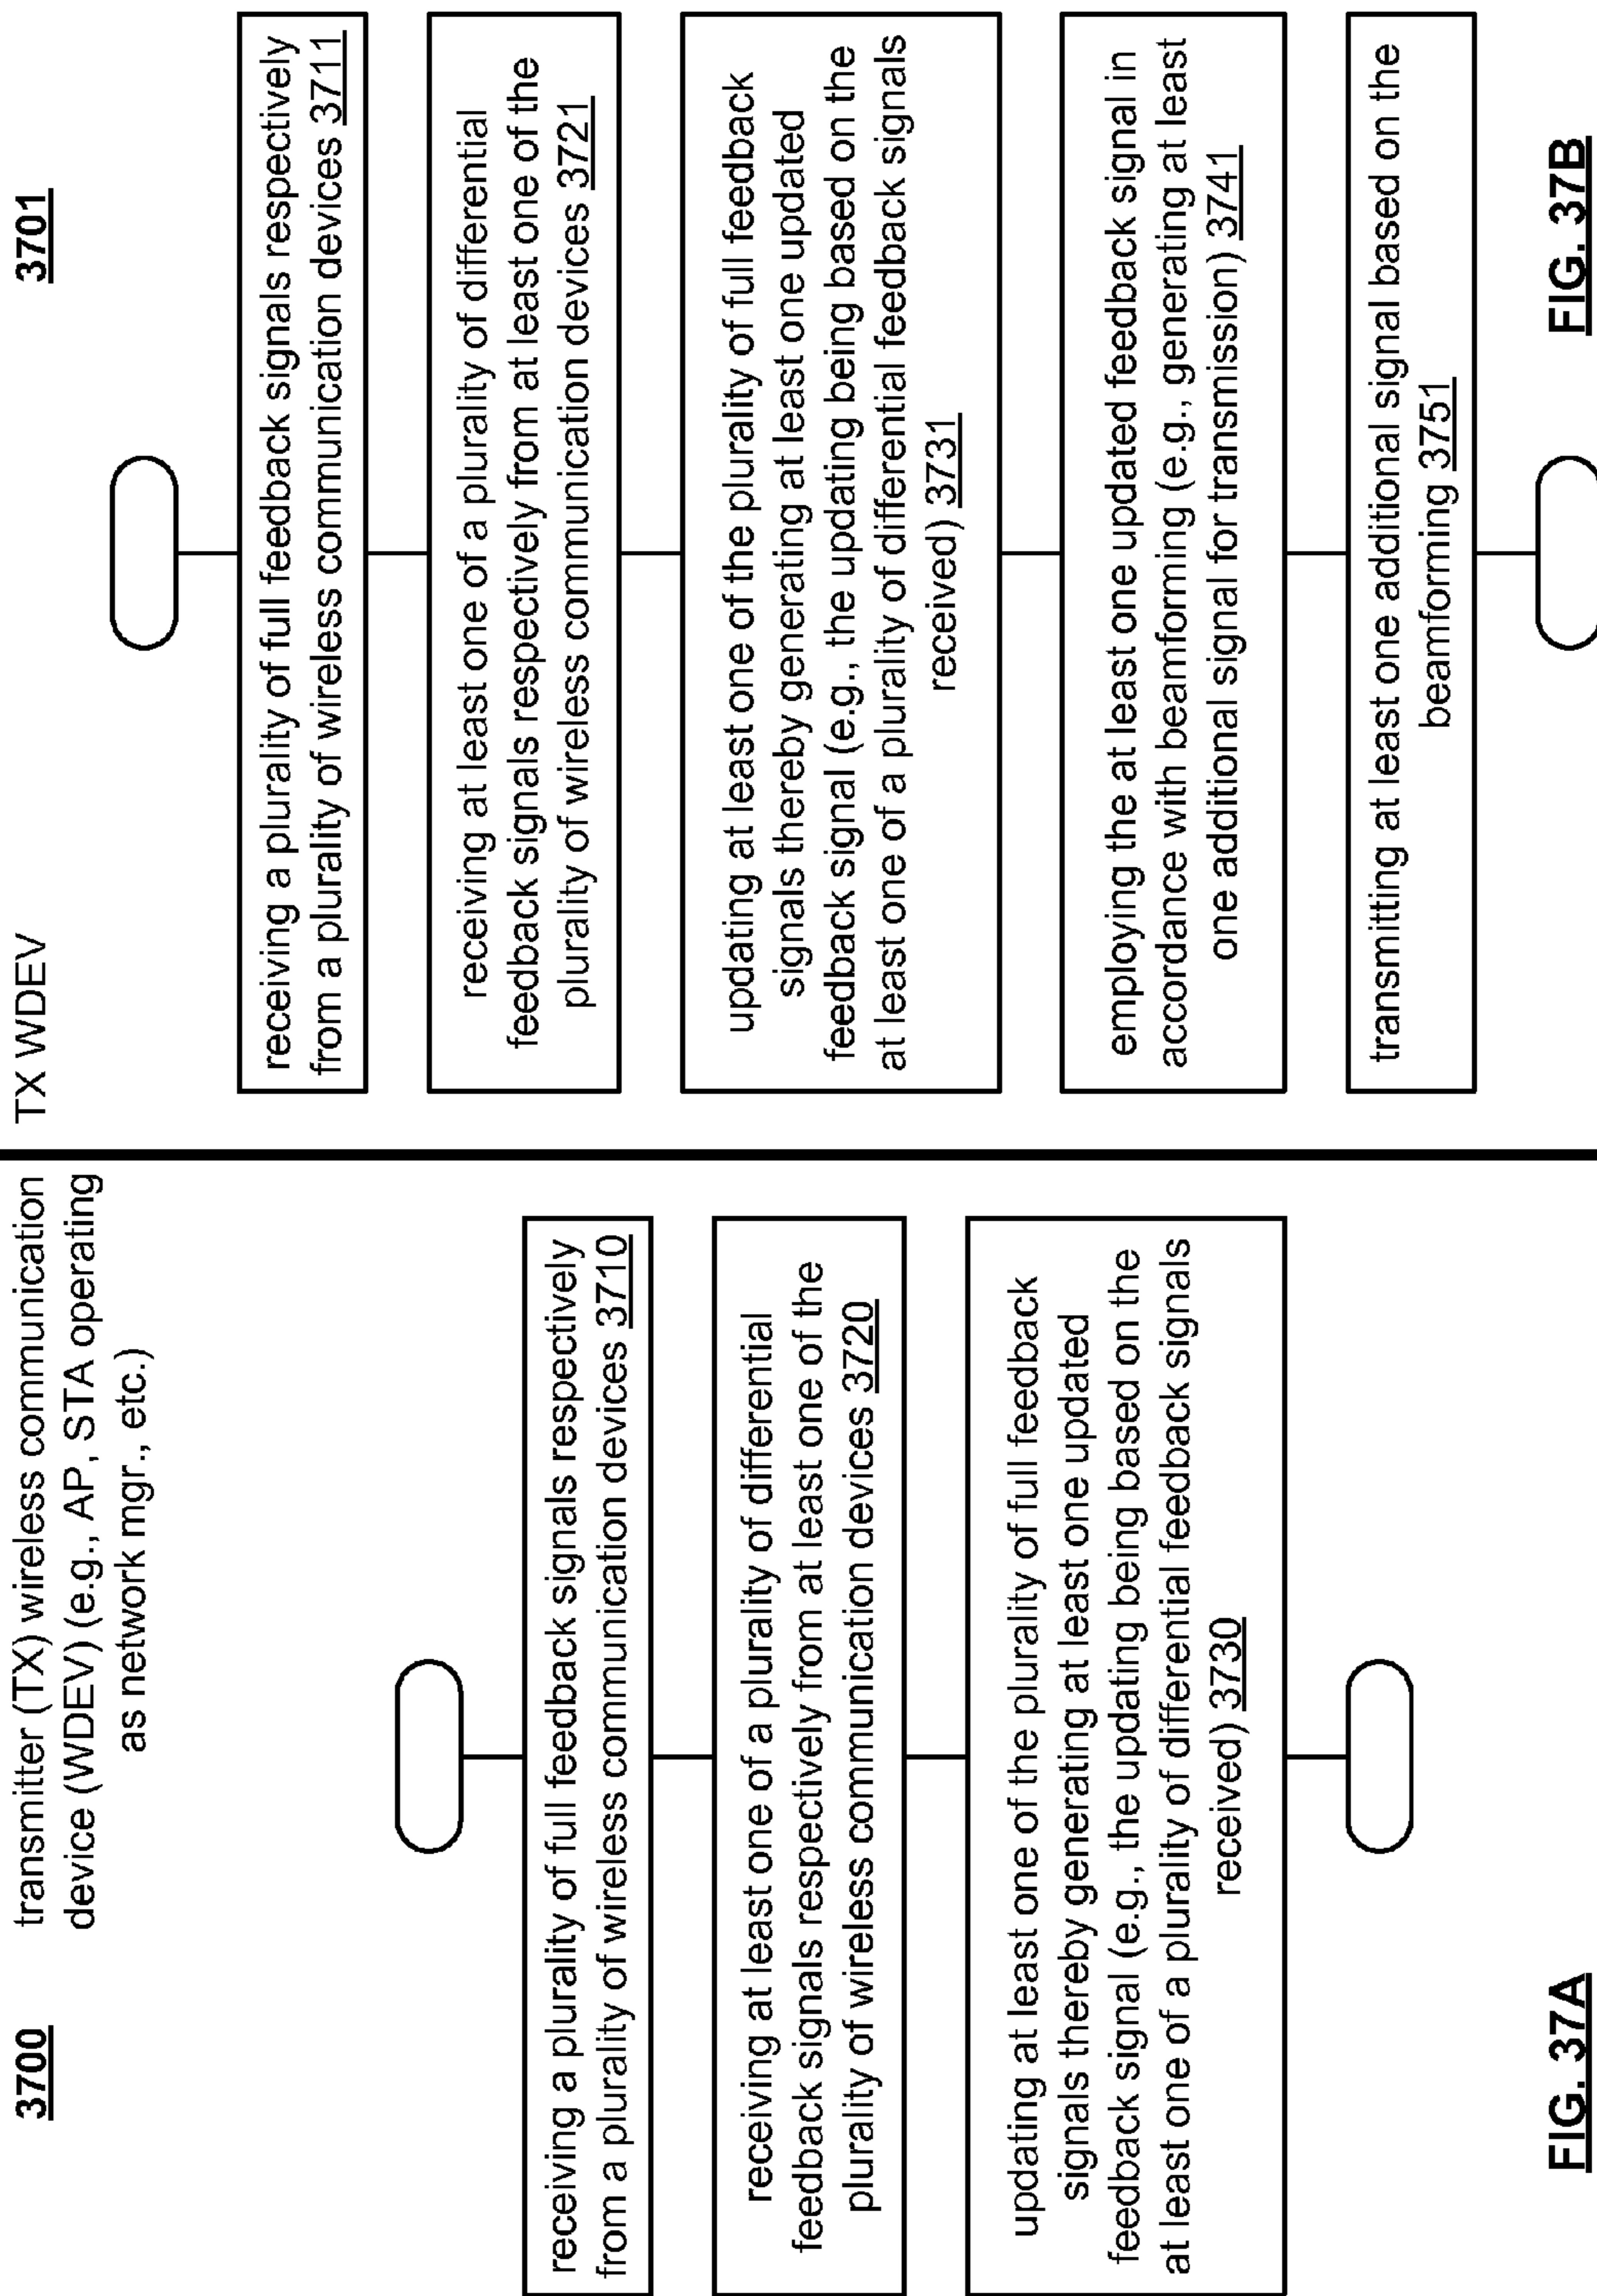 3700
transmitter (TX) wireless communication
device (WDEV) (e.g., AP, STA operating
as network mgr., etc.)
receiving a plurality of full feedback signals respectively
from a plurality of wireless communication devices 3710
receiving at least one of a plurality of differential
feedback signals respectively from at least one of the
plurality of wireless communication devices 3720
updating at least one of the plurality of full feedback
signals thereby generating at least one updated
feedback signal (e.g., the updating being based on the
at least one of a plurality of differential feedback signals
received) 3730
FIG. 37A
TX WDEV
3701
receiving a plurality of full feedback signals respectively
from a plurality of wireless communication devices 3711
receiving at least one of a plurality of differential
feedback signals respectively from at least one of the
plurality of wireless communication devices 3721
updating at least one of the plurality of full feedback
signals thereby generating at least one updated
feedback signal (e.g., the updating being based on the
at least one of a plurality of differential feedback signals
received) 3731
employing the at least one updated feedback signal in
accordance with beamforming (e.g., generating at least
one additional signal for transmission) 3741
transmitting at least one additional signal based on the
beamforming 3751
FIG. 37B